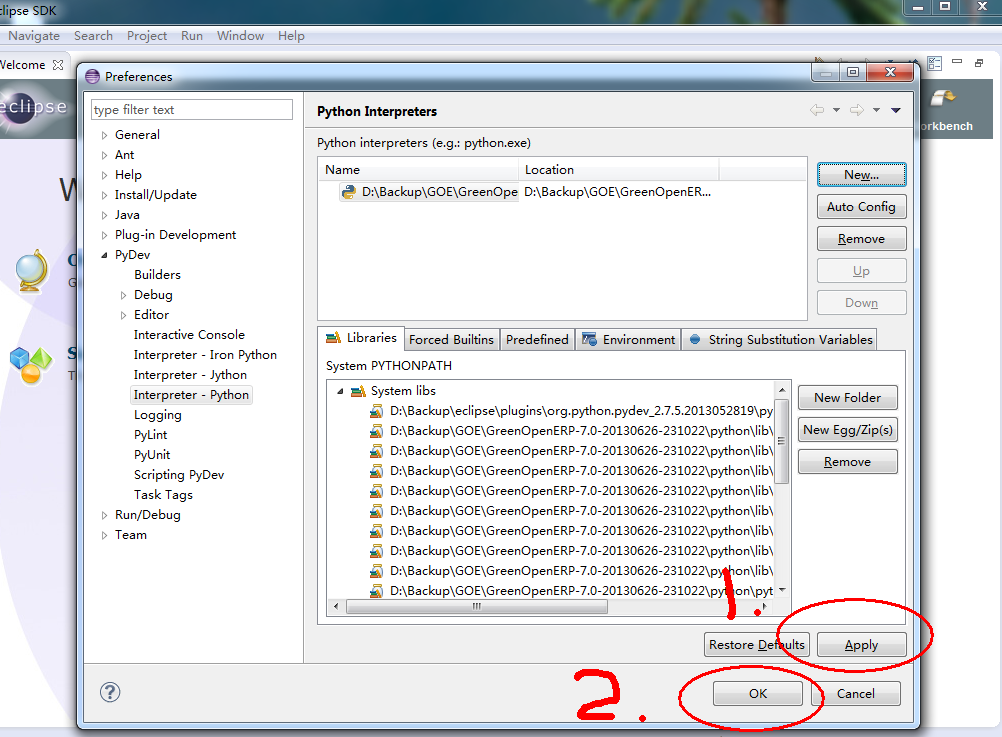 clipse SDK
Navigate Search Project Run Window Help
Welcome
Preferences
eclipse
type filter text
Python Interpreters
orkbench
General
Python interpreters (e.g.: python.exe)
Ant
Name Location
Help
New...
Install/Update
D:\Backup\GOE\GreenOpe D:\Backup\GOE\GreenOpenER...
W
Java
Auto Config
Plug-in Development
Remove
PyDev
Builders
Up
Debug
Down
Editor
Interactive Console
Libraries Forced Builtins Predefined Environment String Substitution Variables
Interpreter - Iron Python
System PYTHONPATH
Interpreter - Jython
System libs
Interpreter - Python
New Folder
D:\Backup\eclipse\plugins\org.python.pydev_2.7.5.2013052819\py
Logging
D:\Backup\GOE\GreenOpenERP-7.0-20130626-231022\python\lib\
New Egg/Zip(s)
PyLint
D:\Backup\GOE\GreenOpenERP-7.0-20130626-231022\python\lib\
PyUnit
D:\Backup\GOE\GreenOpenERP-7.0-20130626-231022\python\lib\
Remove
Scripting PyDev
D:\Backup\GOE\GreenOpenERP-7.0-20130626-231022\python\lib\
Task Tags
D:\Backup\GOE\GreenOpenERP-7.0-20130626-231022\python\lib\
Run/Debug
D:\Backup\GOE\GreenOpenERP-7.0-20130626-231022\python\lib\
Team
D:\Backup\GOE\GreenOpenERP-7.0-20130626-231022\python\lib\
D:\Backup\GOE\GreenOpenERP-7.0-20130626-231022\python\lib\
D:\Backup\GOE\GreenOpenERP-7.0-20130626-231022\python\pyt
1.
Restore Defaults Apply
2.
OK Cancel